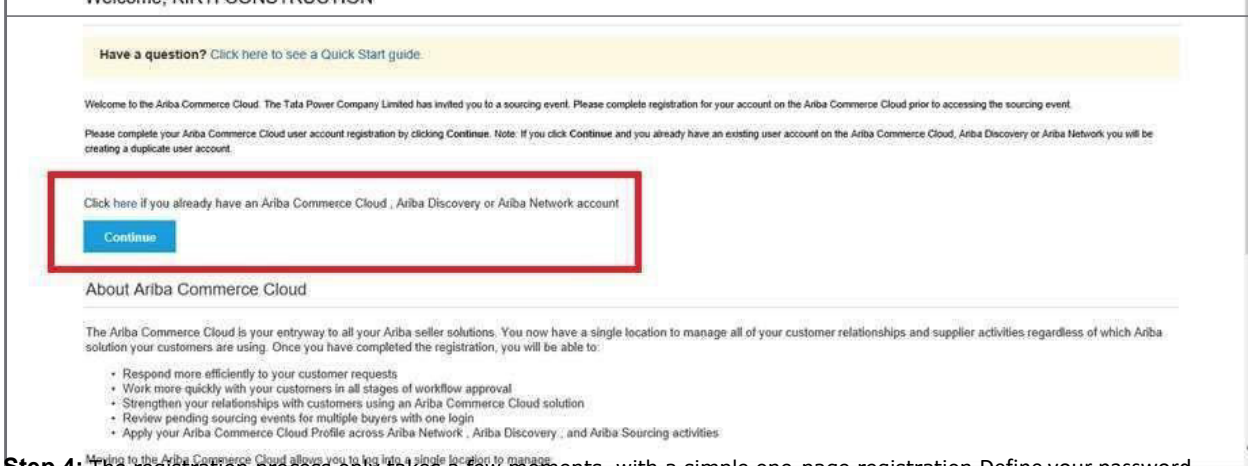 Welcome, KIRTI CONSTRUCTION
Have a question? Click here to see a Quick Start guide.
Welcome to the Ariba Commerce Cloud. The Tata Power Company Limited has invited you to a sourcing event. Please complete registration for your account on the Ariba Commerce Cloud prior to accessing the sourcing event.
Please complete your Ariba Commerce Cloud user account registration by clicking Continue. Note: If you click Continue and you already have an existing user account on the Ariba Commerce Cloud, Ariba Discovery or Ariba Network you will be
creating a duplicate user account.
Click here if you already have an Ariba Commerce Cloud , Ariba Discovery or Ariba Network account
Continue
About Ariba Commerce Cloud
The Ariba Commerce Cloud is your entryway to all your Ariba seller solutions. You now have a single location to manage all of your customer relationships and supplier activities regardless of which Ariba
solution your customers are using. Once you have completed the registration, you will be able to:
• Respond more efficiently to your customer requests
• Work more quickly with your customers in all stages of workflow approval
• Strengthen your relationships with customers using an Ariba Commerce Cloud solution
• Review pending sourcing events for multiple buyers with one login
• Apply your Ariba Commerce Cloud Profile across Ariba Network , Ariba Discovery , and Ariba Sourcing activities
Moving to the Ariba Commerce Cloud allows you to log into a single location to manage:
Step 4: The registration process only takes a few moments, with a simple one-page registration Define your password